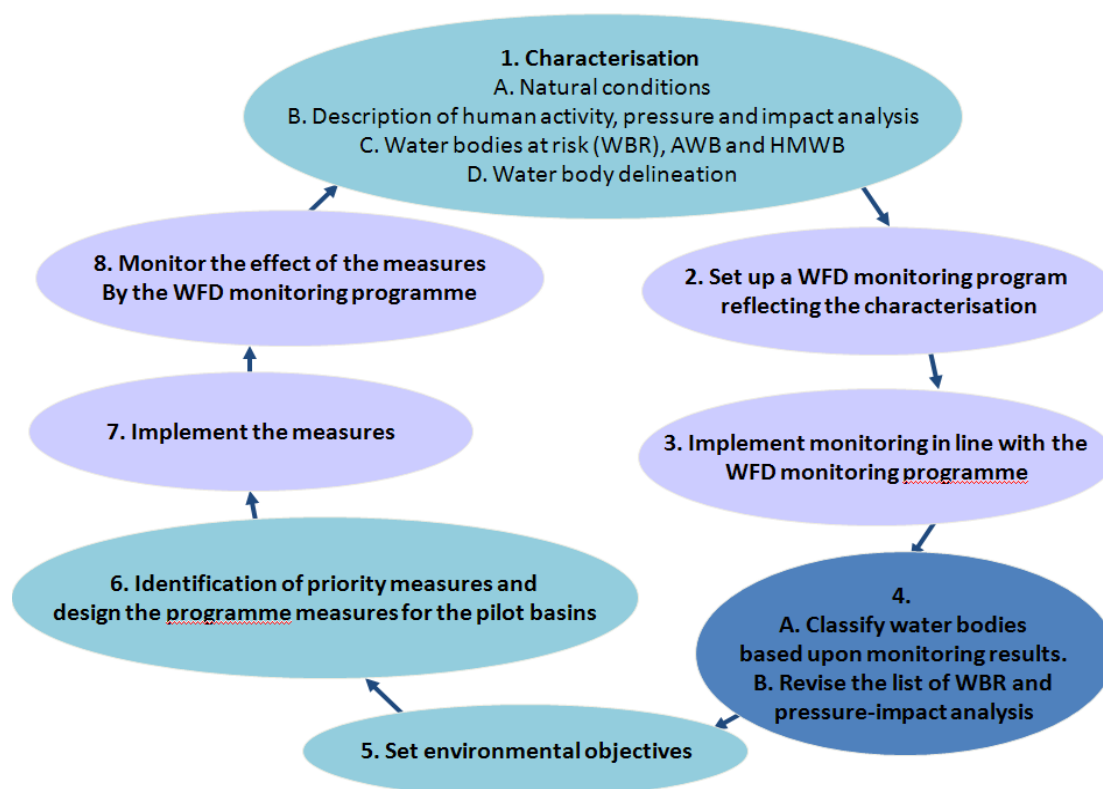 1. Characterisation
A. Natural conditions
B. Description of human activity, pressure and impact analysis
C. Water bodies at risk (WBR), AWB and HMWB
D. Water body delineation
2. Set up a WFD monitoring program
reflecting the characterisation
3. Implement monitoring in line with the
WFD monitoring programme
4.
A. Classify water bodies
based upon monitoring results.
B. Revise the list of WBR and
pressure-impact analysis
5. Set environmental objectives
6. Identification of priority measures and
design the programme measures for the pilot basins
7. Implement the measures
8. Monitor the effect of the measures
By the WFD monitoring programme